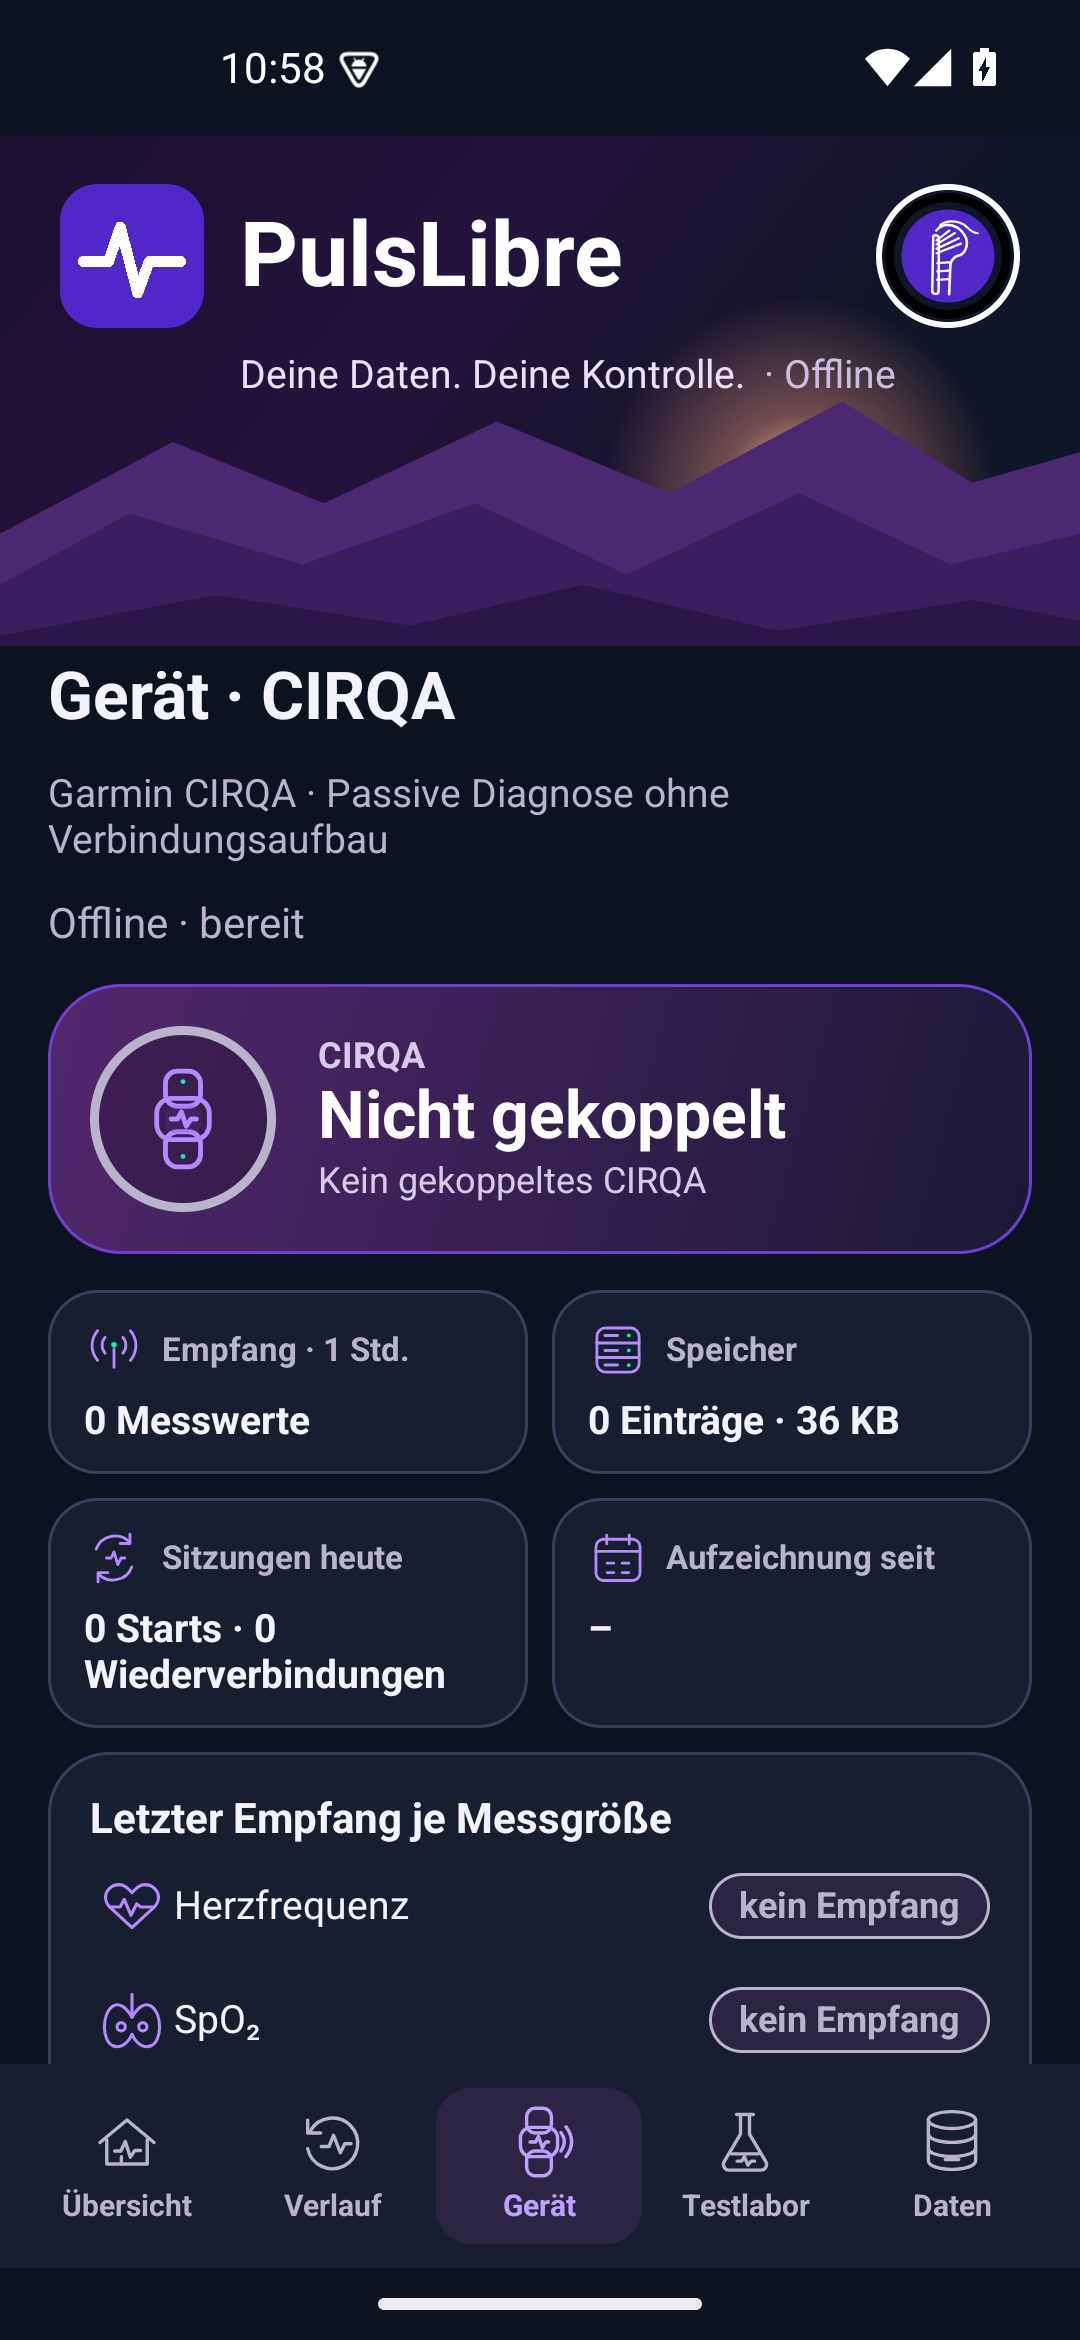 10:58
PulsLibre
Deine Daten. Deine Kontrolle. · Offline
Gerät · CIRQA
Garmin CIRQA · Passive Diagnose ohne
Verbindungsaufbau
Offline · bereit
CIRQA
Nicht gekoppelt
Kein gekoppeltes CIRQA
Empfang · 1 Std.
0 Messwerte
Speicher
0 Einträge · 36 KB
Sitzungen heute
0 Starts · 0
Wiederverbindungen
Aufzeichnung seit
–
Letzter Empfang je Messgröße
Herzfrequenz
kein Empfang
SpO₂
kein Empfang
Übersicht
Verlauf
Gerät
Testlabor
Daten